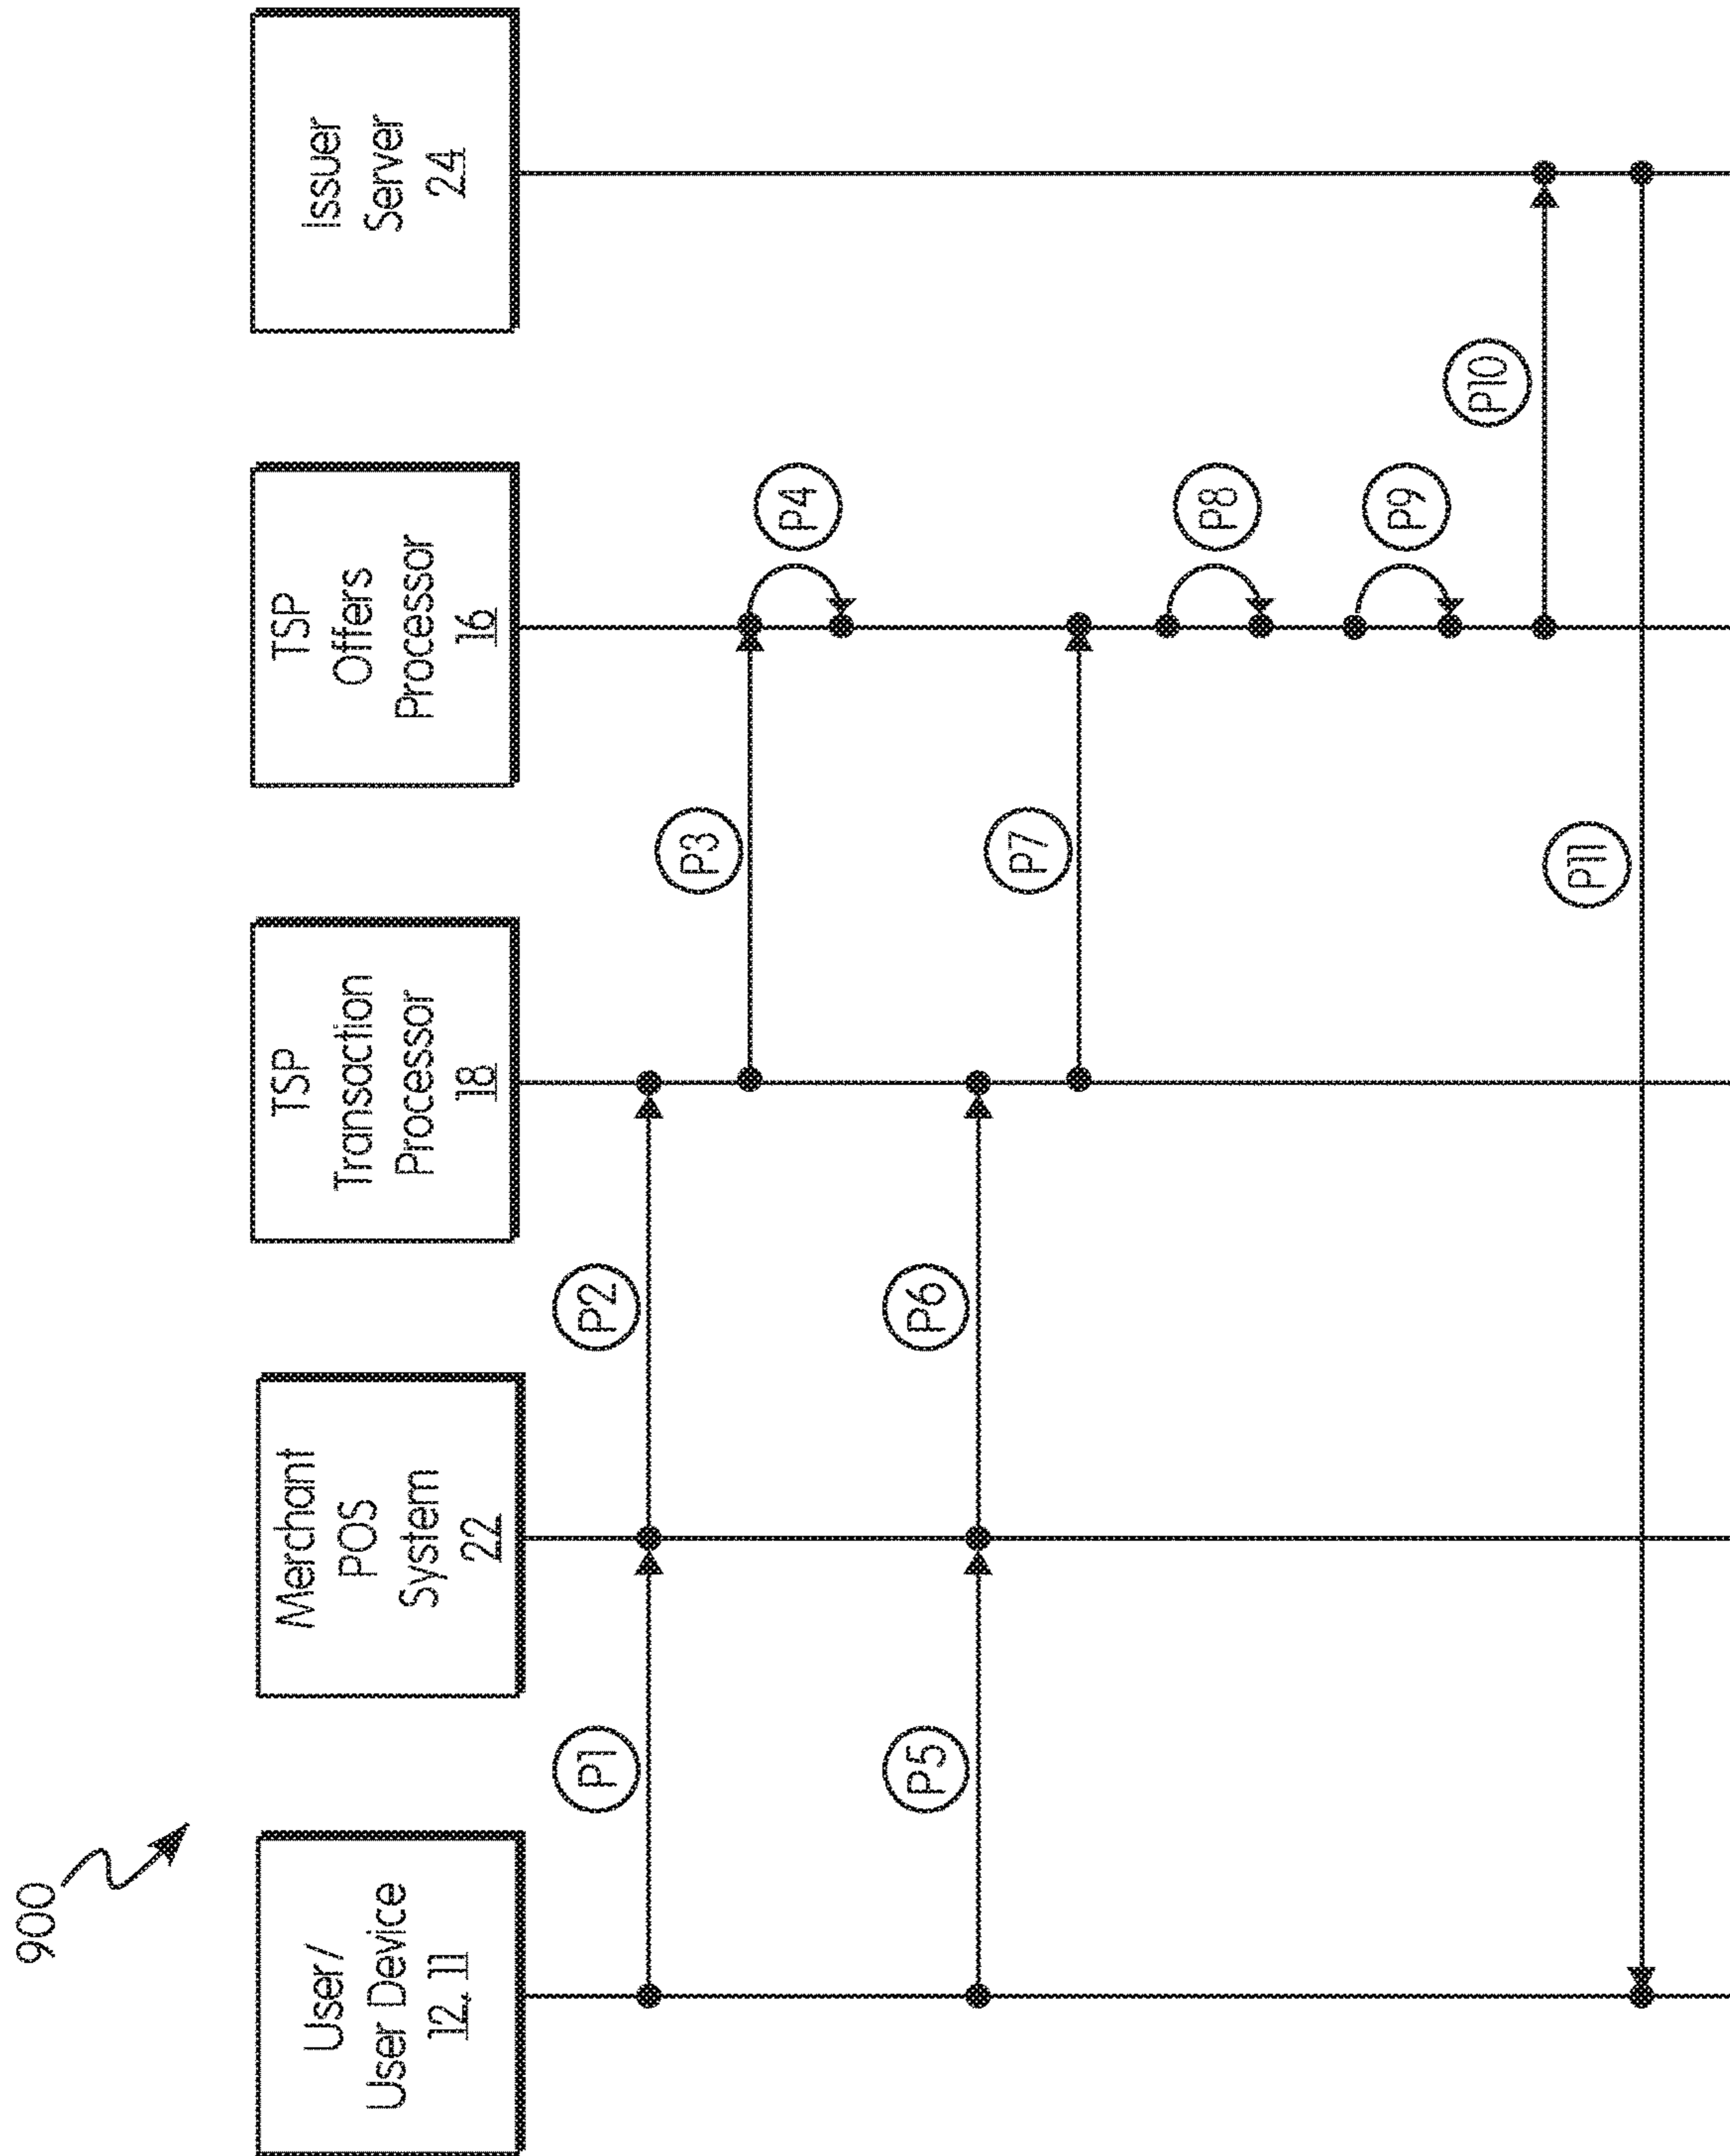 900
User/
User Device
12, 11
Merchant
POS
System
22
TSP
Transaction
Processor
18
TSP
Offers
Processor
16
Issuer
Server
24
P1
P2
P3
P4
P5
P6
P7
P8
P9
P10
P11